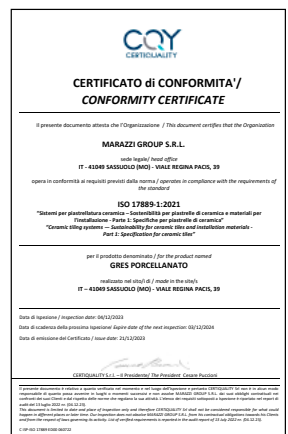 CQY
CERTIQUALITY
CERTIFICATO di CONFORMITA'/
CONFORMITY CERTIFICATE
Il presente documento attesta che l'Organizzazione / This document certifies that the Organization
MARAZZI GROUP S.R.L.
sede legale/ head office
IT - 41049 SASSUOLO (MO) - VIALE REGINA PACIS, 39
opera in conformità ai requisiti previsti dalla norma / operates in compliance with the requirements of
the standard
ISO 17889-1:2021
"Sistemi per piastrellatura ceramica – Sostenibilità per piastrelle di ceramica e materiali per
l'installazione - Parte 1: Specifiche per piastrelle di ceramica"
"Ceramic tiling systems — Sustainability for ceramic tiles and installation materials -
Part 1: Specification for ceramic tiles"
per il prodotto denominato / for the product named
GRES PORCELLANATO
realizzato nel sito/i di / made in the site/s
IT – 41049 SASSUOLO (MO) - VIALE REGINA PACIS, 39
Data di ispezione / Inspection date: 04/12/2023
Data di scadenza della prossima ispezione/ Expire date of the next inspection: 03/12/2024
Data di emissione del Certificato / Issue date: 21/12/2023
CERTIQUALITY S.r.l. – Il Presidente/ The President Cesare Puccioni